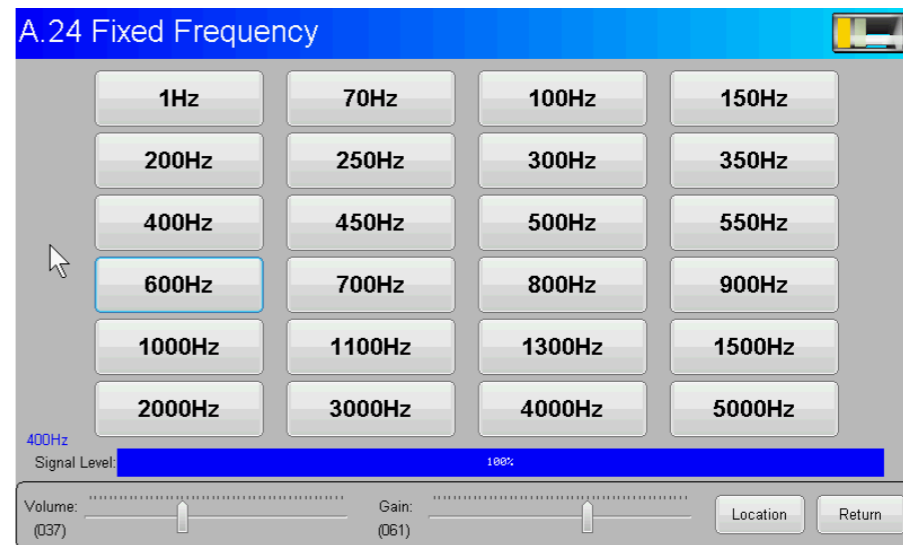 A.24 Fixed Frequency
1Hz 70Hz 100Hz 150Hz
200Hz 250Hz 300Hz 350Hz
400Hz 450Hz 500Hz 550Hz
600Hz 700Hz 800Hz 900Hz
1000Hz 1100Hz 1300Hz 1500Hz
2000Hz 3000Hz 4000Hz 5000Hz
400Hz
Signal Level: 100%
Volume: Gain: Location Return
(037) (061)